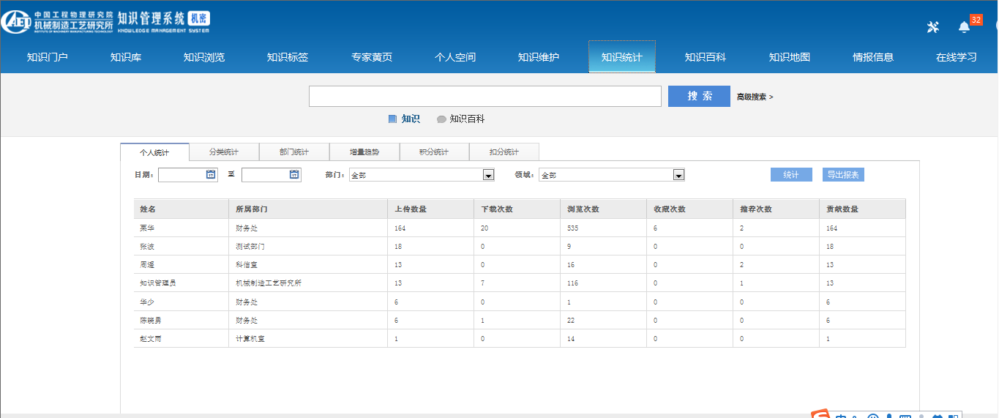 中国工程物理研究院
机械制造工艺研究所
INSTITUTE OF MACHINERY MANUFACTURING TECHNOLOGY
知识管理系统 机密
KNOWLEDGE MANAGEMENT SYSTEM
32
知识门户 知识库 知识浏览 知识标签 专家黄页 个人空间 知识维护 知识统计 知识百科 知识地图 情报信息 在线学习
搜 索 高级搜索 >
知识 知识百科
个人统计 分类统计 部门统计 增量趋势 积分统计 扣分统计
日期： 至 部门： 全部 领域： 全部 统计 导出报表
姓名 所属部门 上传数量 下载次数 浏览次数 收藏次数 推荐次数 贡献数量
荣华 财务处 164 20 535 6 2 164
张波 测试部门 18 0 9 0 0 18
周遥 科信室 13 0 16 0 2 13
知识管理员 机械制造工艺研究所 13 7 116 0 1 13
华少 财务处 6 0 1 0 0 6
陈晓勇 财务处 6 1 22 0 0 6
赵文雨 计算机室 1 0 14 0 0 1